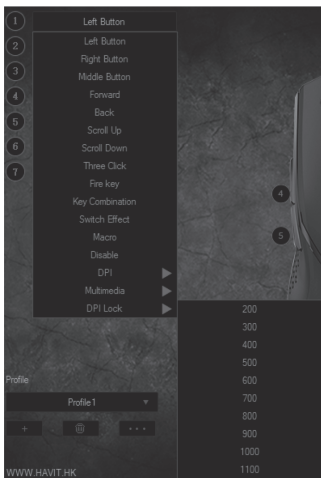 1
Left Button
2
Left Button
Right Button
3
Middle Button
4
Forward
Back
5
Scroll Up
6
Scroll Down
7
Three Click
Fire key
Key Combination
Switch Effect
Macro
Disable
DPI
Multimedia
DPI Lock
4
5
200
300
400
500
600
700
800
900
1000
1100
Profile
Profile1
+
...
WWW.HAVIT.HK